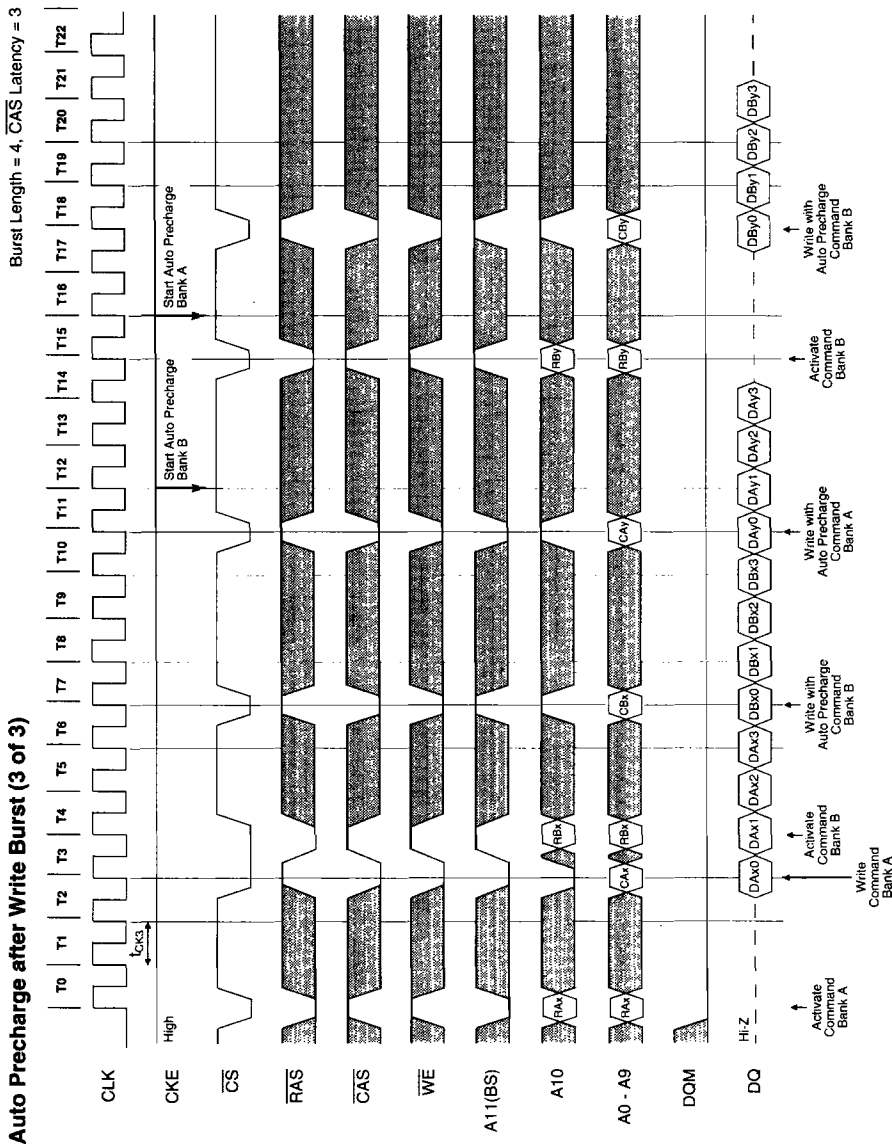 Auto Precharge after Write Burst (3 of 3)
Burst Length = 4, CAS Latency = 3
T0 T1 T2 T3 T4 T5 T6 T7 T8 T9 T10 T11 T12 T13 T14 T15 T16 T17 T18 T19 T20 T21 T22
CLK
tCK3
CKE
High
Start Auto Precharge
Bank B
Start Auto Precharge
Bank A
CS
RAS
CAS
WE
A11(BS)
A10
RAx RBx RBy
A0 - A9
RAx CAx RBx CBx CAy RBy CBy
DQM
DQ
Hi-Z
DAx0 DAx1 DAx2 DAx3 DBx0 DBx1 DBx2 DBx3 DAy0 DAy1 DAy2 DAy3 DBy0 DBy1 DBy2 DBy3
Activate
Command
Bank A
Write
Command
Bank A
Activate
Command
Bank B
Write with
Auto Precharge
Command
Bank B
Write with
Auto Precharge
Command
Bank A
Activate
Command
Bank B
Write with
Auto Precharge
Command
Bank B